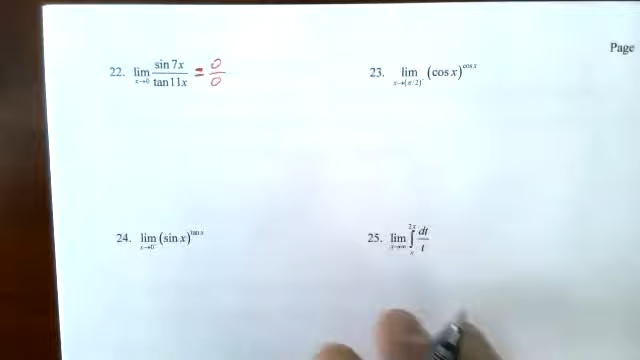 Page
22. lim x→0 sin 7x / tan 11x = 0/0
23. lim x→(π/2)⁻ (cos x)^cos x
24. lim x→0 (sin x)^tan x
25. lim x→∞ ∫ x 2x dt/t